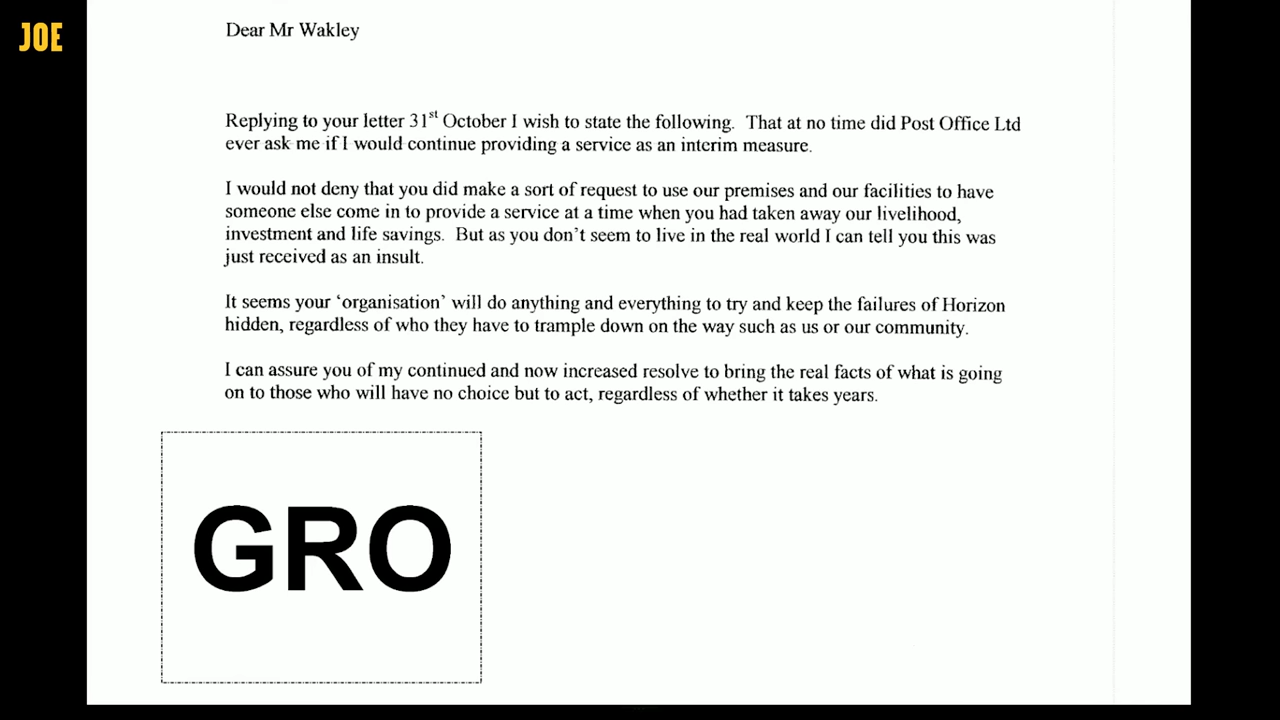 JOE
Dear Mr Wakley
Replying to your letter 31st October I wish to state the following. That at no time did Post Office Ltd
ever ask me if I would continue providing a service as an interim measure.
I would not deny that you did make a sort of request to use our premises and our facilities to have
someone else come in to provide a service at a time when you had taken away our livelihood,
investment and life savings. But as you don't seem to live in the real world I can tell you this was
just received as an insult.
It seems your ‘organisation’ will do anything and everything to try and keep the failures of Horizon
hidden, regardless of who they have to trample down on the way such as us or our community.
I can assure you of my continued and now increased resolve to bring the real facts of what is going
on to those who will have no choice but to act, regardless of whether it takes years.
GRO